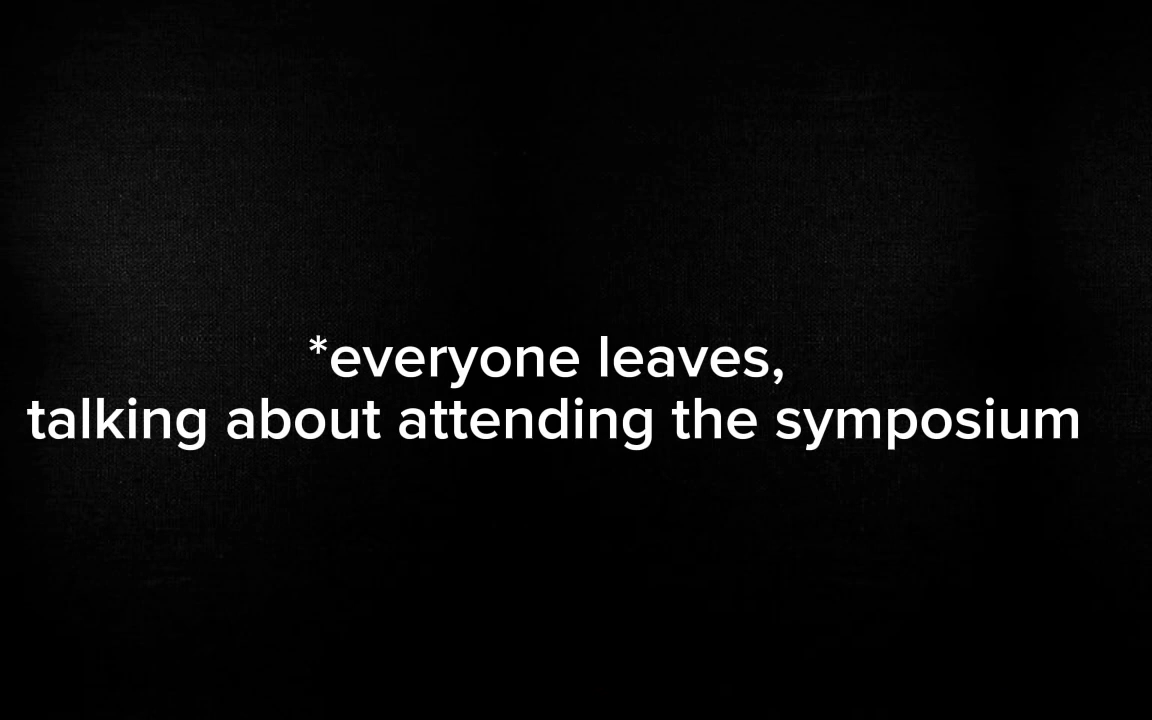 *everyone leaves,
talking about attending the symposium